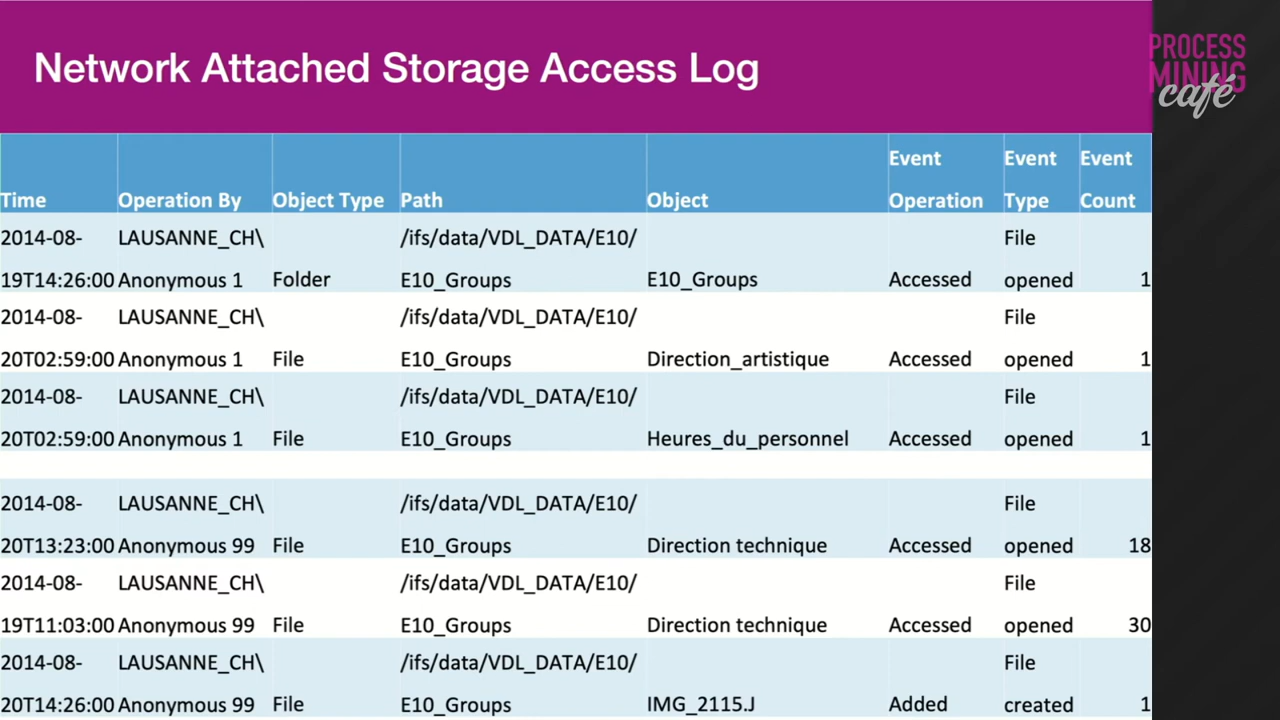 Network Attached Storage Access Log
PROCESS
MINING
café
Time Operation By Object Type Path Object Event Operation Event Type Event Count
2014-08-19T14:26:00 LAUSANNE_CH\Anonymous 1 Folder /ifs/data/VDL_DATA/E10/E10_Groups E10_Groups Accessed File opened 1
2014-08-20T02:59:00 LAUSANNE_CH\Anonymous 1 File /ifs/data/VDL_DATA/E10/E10_Groups Direction_artistique Accessed File opened 1
2014-08-20T02:59:00 LAUSANNE_CH\Anonymous 1 File /ifs/data/VDL_DATA/E10/E10_Groups Heures_du_personnel Accessed File opened 1
2014-08-20T13:23:00 LAUSANNE_CH\Anonymous 99 File /ifs/data/VDL_DATA/E10/E10_Groups Direction technique Accessed File opened 18
2014-08-19T11:03:00 LAUSANNE_CH\Anonymous 99 File /ifs/data/VDL_DATA/E10/E10_Groups Direction technique Accessed File opened 30
2014-08-20T14:26:00 LAUSANNE_CH\Anonymous 99 File /ifs/data/VDL_DATA/E10/E10_Groups IMG_2115.J Added File created 1